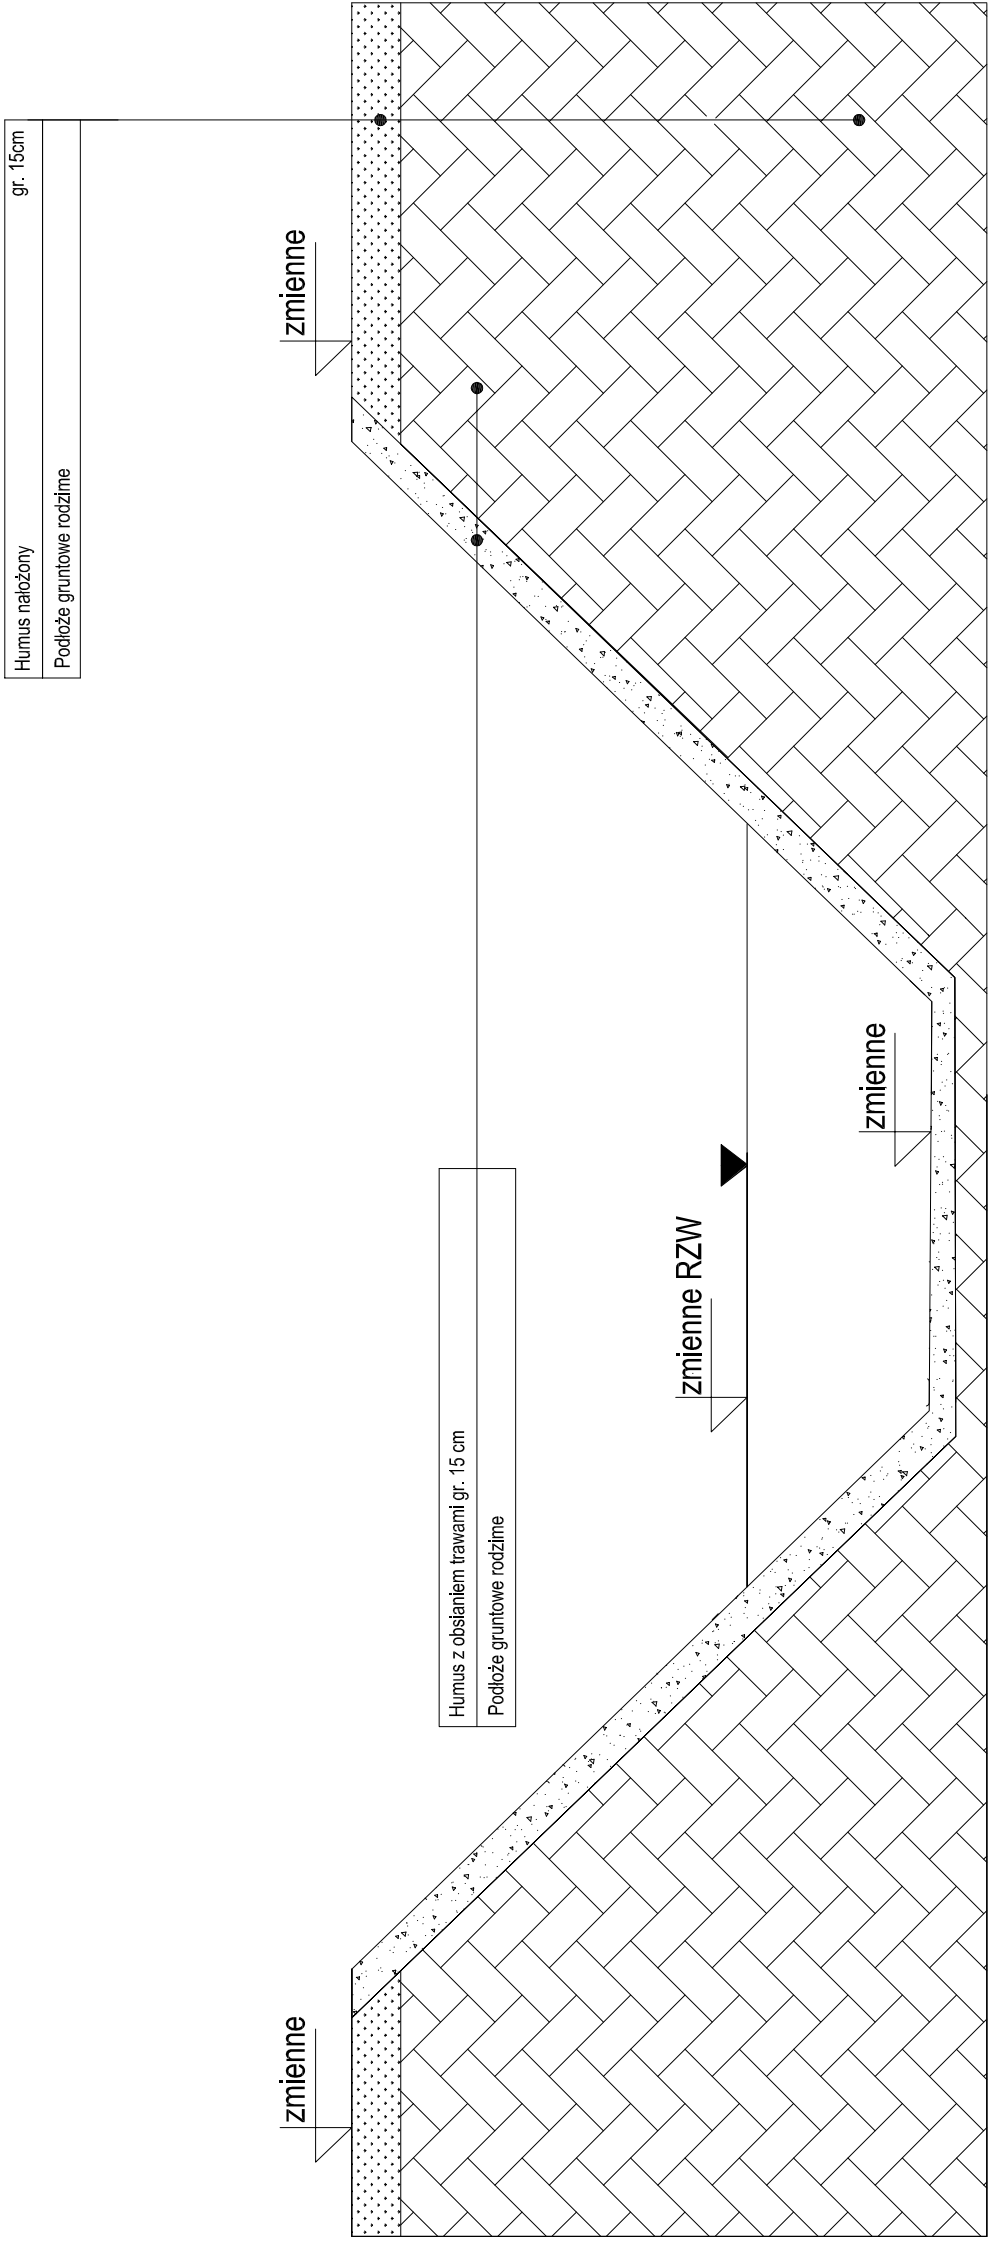 Humus nałożony gr. 15cm
Podłoże gruntowe rodzime
zmienne
zmienne
Humus z obsianiem trawami gr. 15 cm
Podłoże gruntowe rodzime
zmienne RZW
zmienne